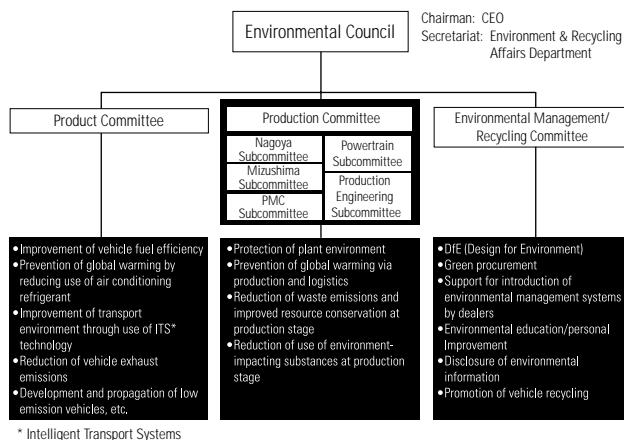 Environmental Council
Chairman: CEO
Secretariat: Environment & Recycling
Affairs Department
Product Committee
Production Committee
Nagoya
Subcommittee
Mizushima
Subcommittee
PMC
Subcommittee
Powertrain
Subcommittee
Production
Engineering
Subcommittee
Environmental Management/
Recycling Committee
•Improvement of vehicle fuel efficiency
•Prevention of global warming by
reducing use of air conditioning
refrigerant
•Improvement of transport
environment through use of ITS*
technology
•Reduction of vehicle exhaust
emissions
•Development and propagation of low
emission vehicles, etc.
•Protection of plant environment
•Prevention of global warming via
production and logistics
•Reduction of waste emissions and
improved resource conservation at
production stage
•Reduction of use of environment-
impacting substances at production
stage
•DfE (Design for Environment)
•Green procurement
•Support for introduction of
environmental management systems
by dealers
•Environmental education/personal
Improvement
•Disclosure of environmental
information
•Promotion of vehicle recycling
* Intelligent Transport Systems